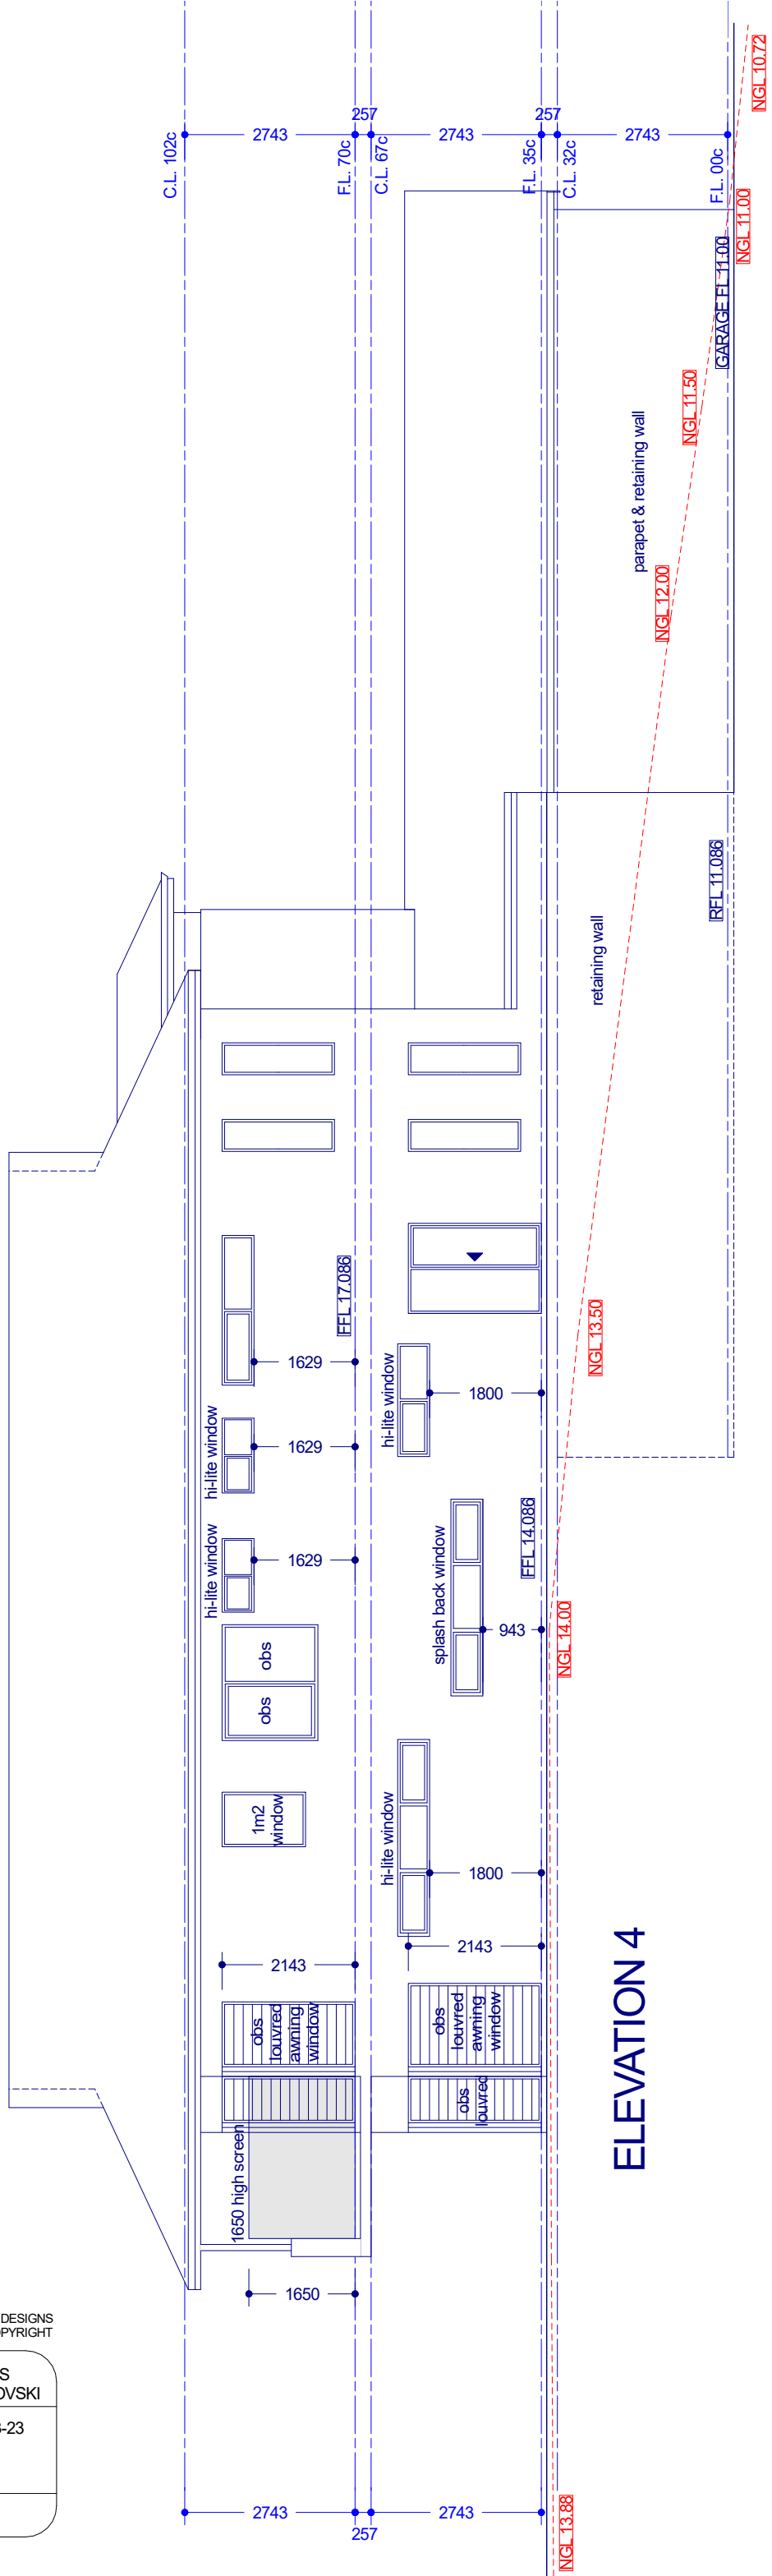 C.L. 102c
2743
F.L. 70c
257
C.L. 67c
2743
F.L. 35c
257
C.L. 32c
2743
F.L. 00c
NGL 10.72
NGL 11.00
GARAGE FL 11.00
NGL 11.50
parapet & retaining wall
NGL 12.00
RFL 11.086
retaining wall
FFL 17.086
1629
NGL 13.50
hi-lite window
1800
hi-lite window
1629
FFL 14.086
hi-lite window
1629
splash back window
943
NGL 14.00
obs
obs
1m2
window
hi-lite window
1800
2143
2143
obs
louvred
awning
window
obs
louvred
awning
window
obs
louvred
1650 high screen
1650
ELEVATION 4
DESIGNS
PYRIGHT
S
OVSKI
-23
2743
257
2743
NGL 13.88